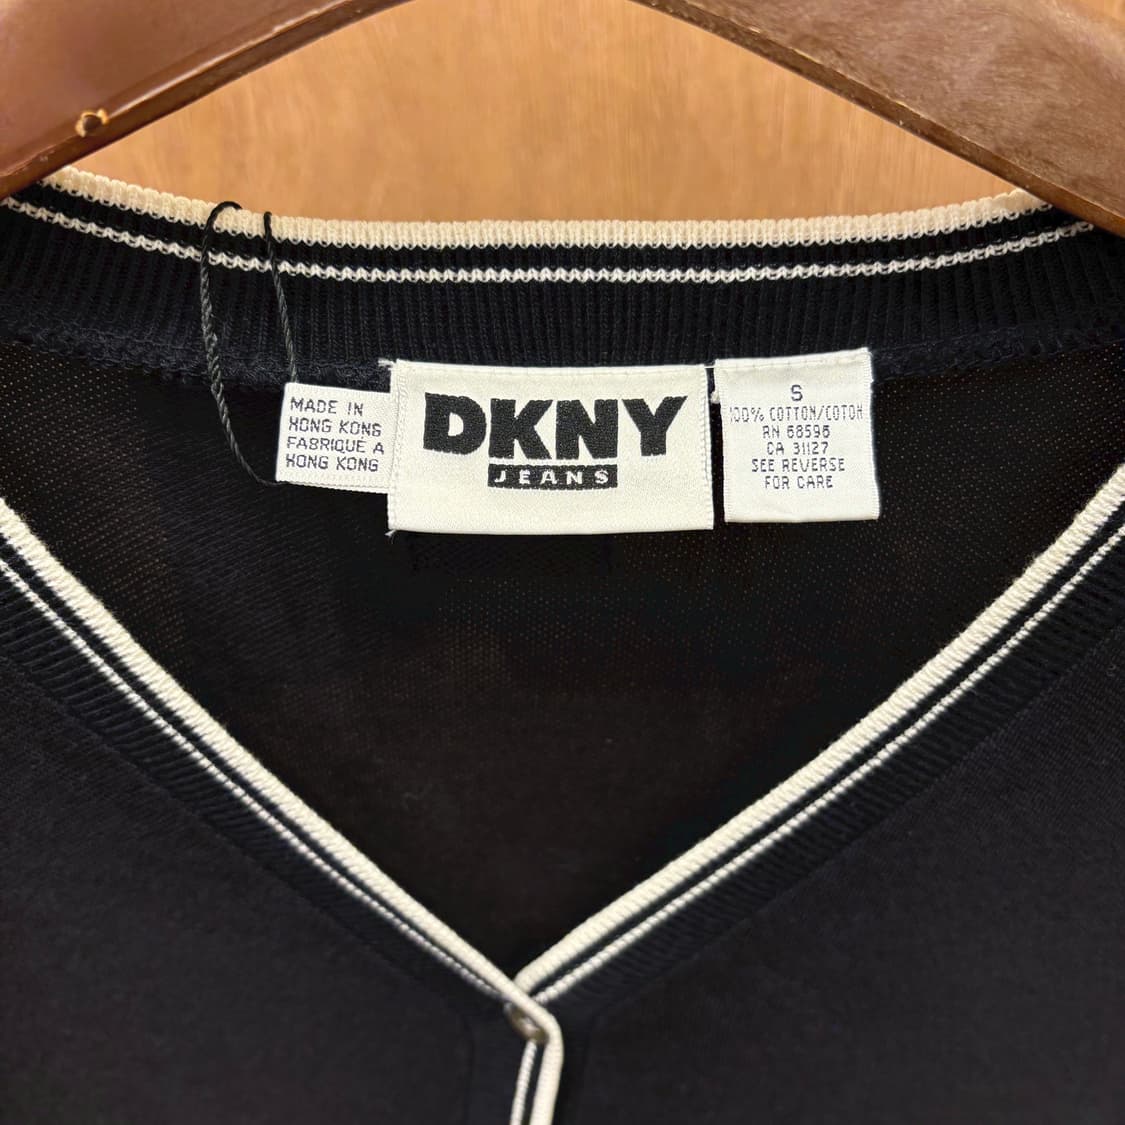 MADE IN
HONG KONG
FABRIQUÉ A
HONG KONG
DKNY
JEANS
S
100% COTTON/COTON
RN 68596
CA 31127
SEE REVERSE
FOR CARE